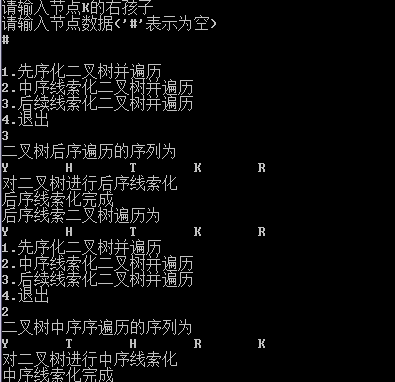 请输入节点K的右孩子
请输入节点数据('#'表示为空)
#
1.先序化二叉树并遍历
2.中序线索化二叉树并遍历
3.后续线索化二叉树并遍历
4.退出
3
二叉树后序遍历的序列为
Y H T K R
对二叉树进行后序线索化
后序线索化完成
后序线索二叉树遍历为
Y H T K R
1.先序化二叉树并遍历
2.中序线索化二叉树并遍历
3.后续线索化二叉树并遍历
4.退出
2
二叉树中序序遍历的序列为
Y T H R K
对二叉树进行中序线索化
中序线索化完成